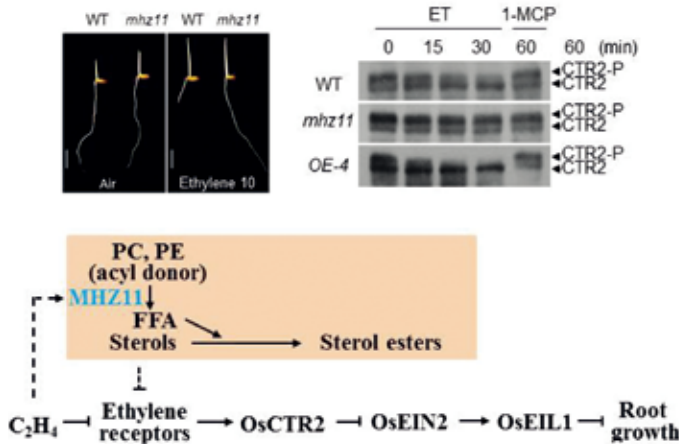 WT mhz11 WT mhz11
Air Ethylene 10
ET 1-MCP
0 15 30 60 60 (min)
WT CTR2-P
CTR2
mhz11 CTR2-P
CTR2
OE-4 CTR2-P
CTR2
PC, PE
(acyl donor)
MHZ11
FFA
Sterols Sterol esters
C₂H₄ Ethylene receptors OsCTR2 OsEIN2 OsEIL1 Root growth